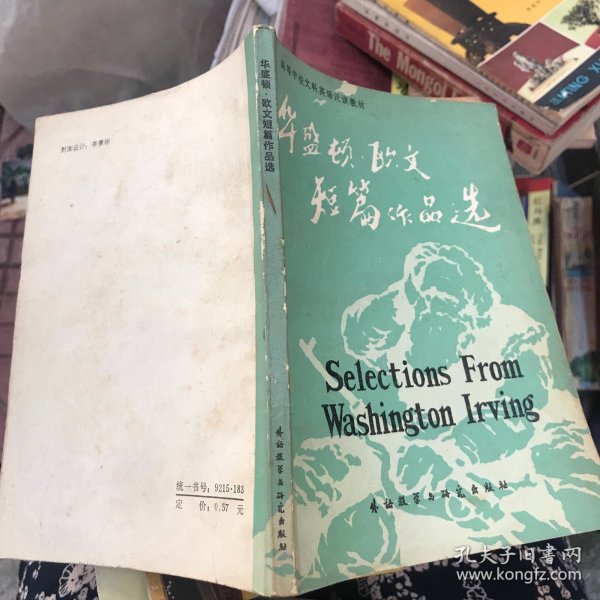 封面设计：李景彬
统一书号：9215·183
定 价：0.57 元
华盛顿·欧文短篇作品选
外语教学与研究出版社
高等学校文科英语泛读教材
华盛顿·欧文
短篇作品选
Selections From
Washington Irving
外语教学与研究出版社
The Mongol
孔夫子旧书网
www.kongfz.com